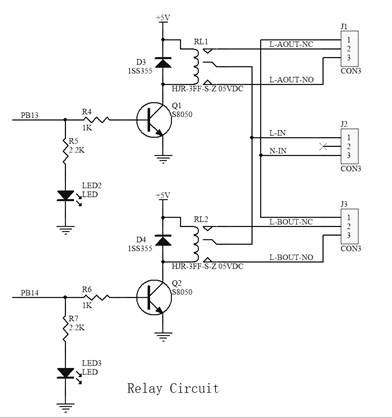 +5V
RL1
J1
1
2
3
CON3
L-AOUT-NC
L-AOUT-NO
D3
1SS355
HJR-3FF-S-Z 05VDC
Q1
S8050
PB13
R4
1K
R5
2.2K
LED2
LED
J2
1
2
3
CON3
L-IN
N-IN
+5V
RL2
J3
1
2
3
CON3
L-BOUT-NC
L-BOUT-NO
D4
1SS355
HJR-3FF-S-Z 05VDC
Q2
S8050
PB14
R6
1K
R7
2.2K
LED3
LED
Relay Circuit